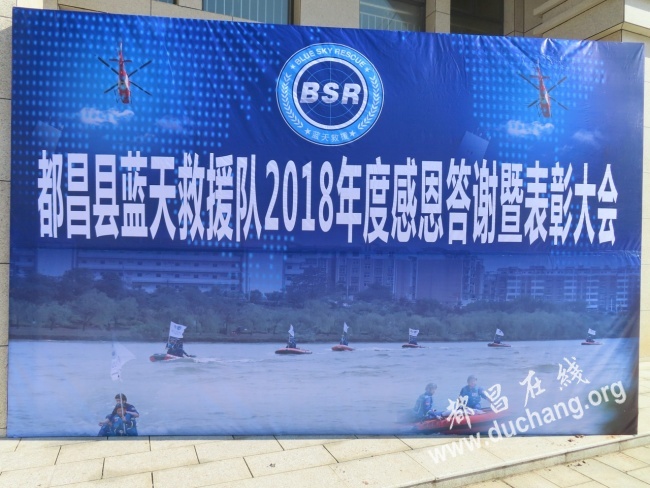 BLUE SKY RESCUE
BSR
蓝天救援
都昌县蓝天救援队2018年度感恩答谢暨表彰大会
都昌在线
www.duchang.org